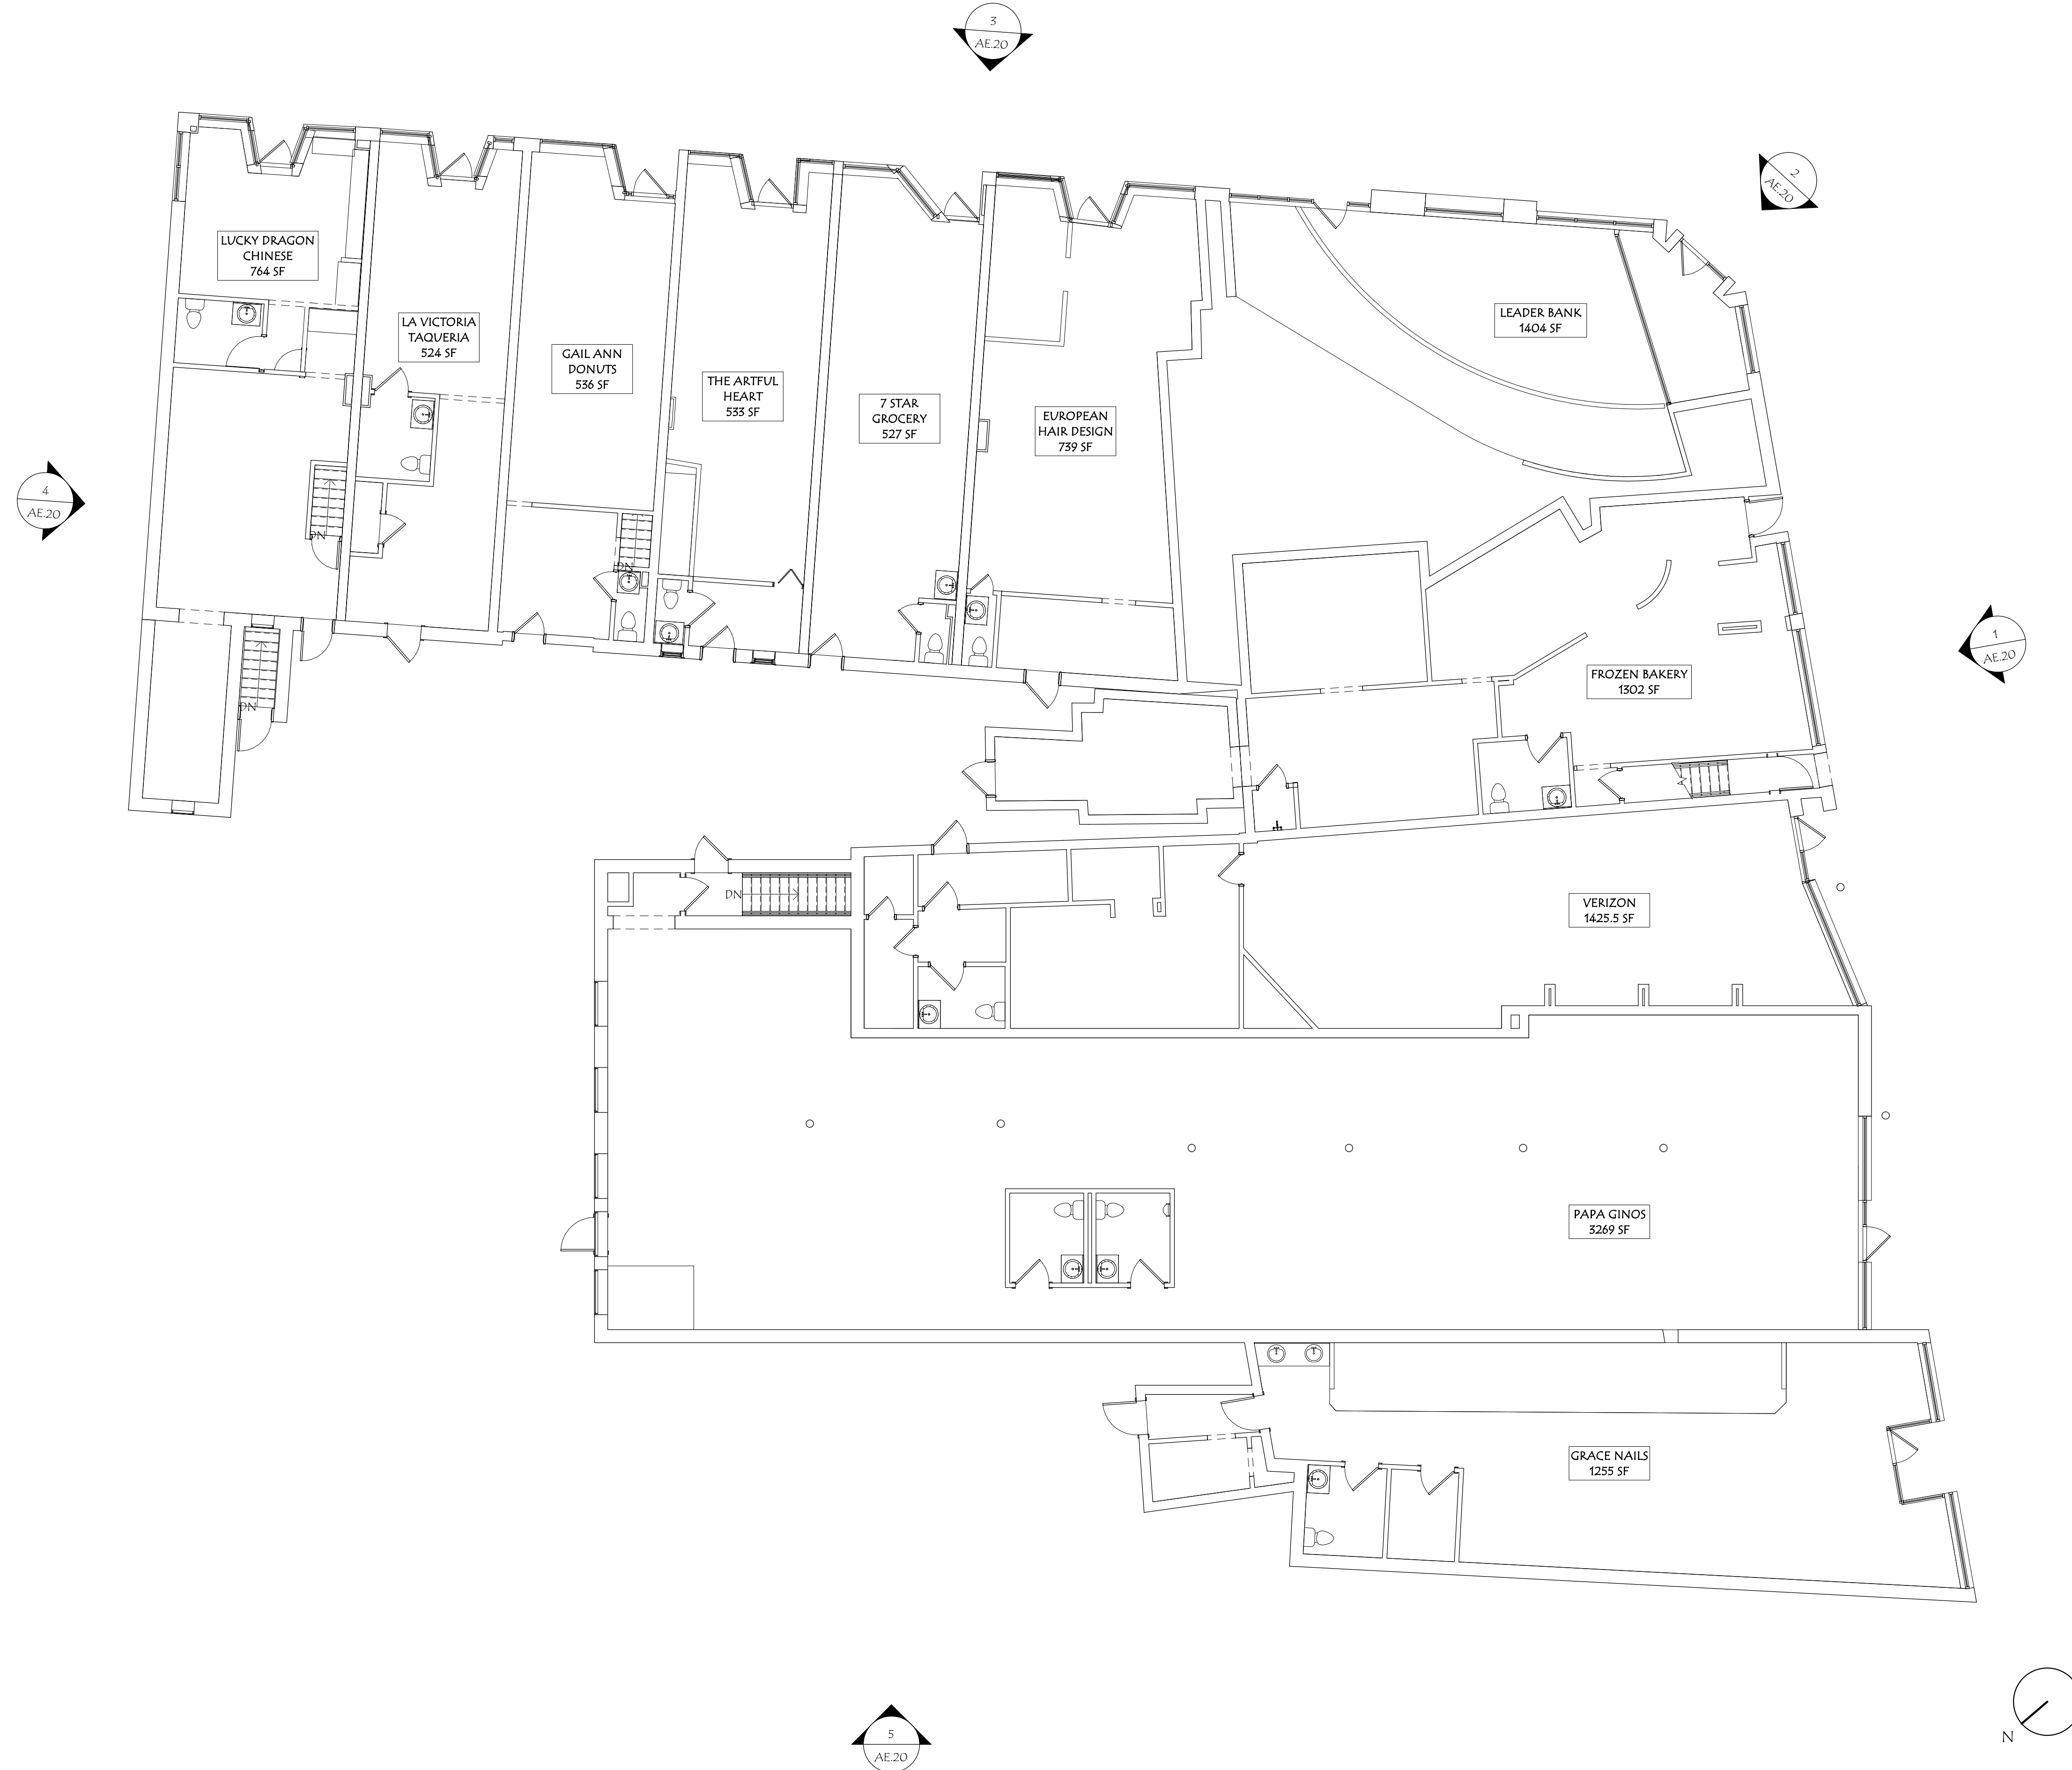 3
AE.20
2
AE.20
LUCKY DRAGON
CHINESE
764 SF
LA VICTORIA
TAQUERIA
524 SF
GAIL ANN
DONUTS
536 SF
THE ARTFUL
HEART
533 SF
7 STAR
GROCERY
527 SF
EUROPEAN
HAIR DESIGN
739 SF
LEADER BANK
1404 SF
4
AE.20
DN
DN
DN
1
AE.20
FROZEN BAKERY
1302 SF
DN
VERIZON
1425.5 SF
PAPA GINOS
3269 SF
GRACE NAILS
1255 SF
5
AE.20
N